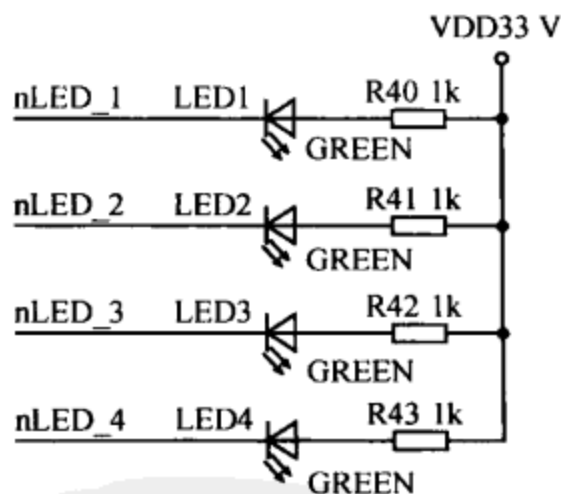 VDD33 V
nLED_1 LED1 R40 1k
GREEN
nLED_2 LED2 R41 1k
GREEN
nLED_3 LED3 R42 1k
GREEN
nLED_4 LED4 R43 1k
GREEN